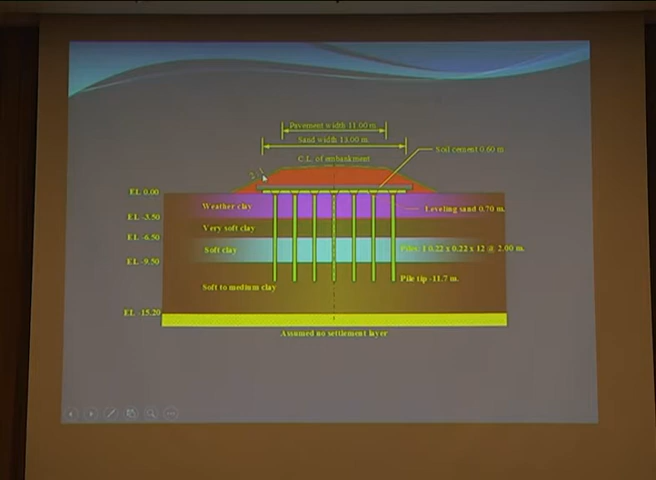 Pavement width 11.00 m.
Sand width 13.00 m.
Soil cement 0.60 m.
C.L. of embankment
EL 0.00
Weather clay
Leveling sand 0.70 m.
EL -3.50
Very soft clay
EL -6.50
Soft clay
Piles: I 0.22 x 0.22 x 12 @ 2.00 m.
EL -9.50
Pile tip -11.7 m.
Soft to medium clay
EL -15.20
Assumed no settlement layer